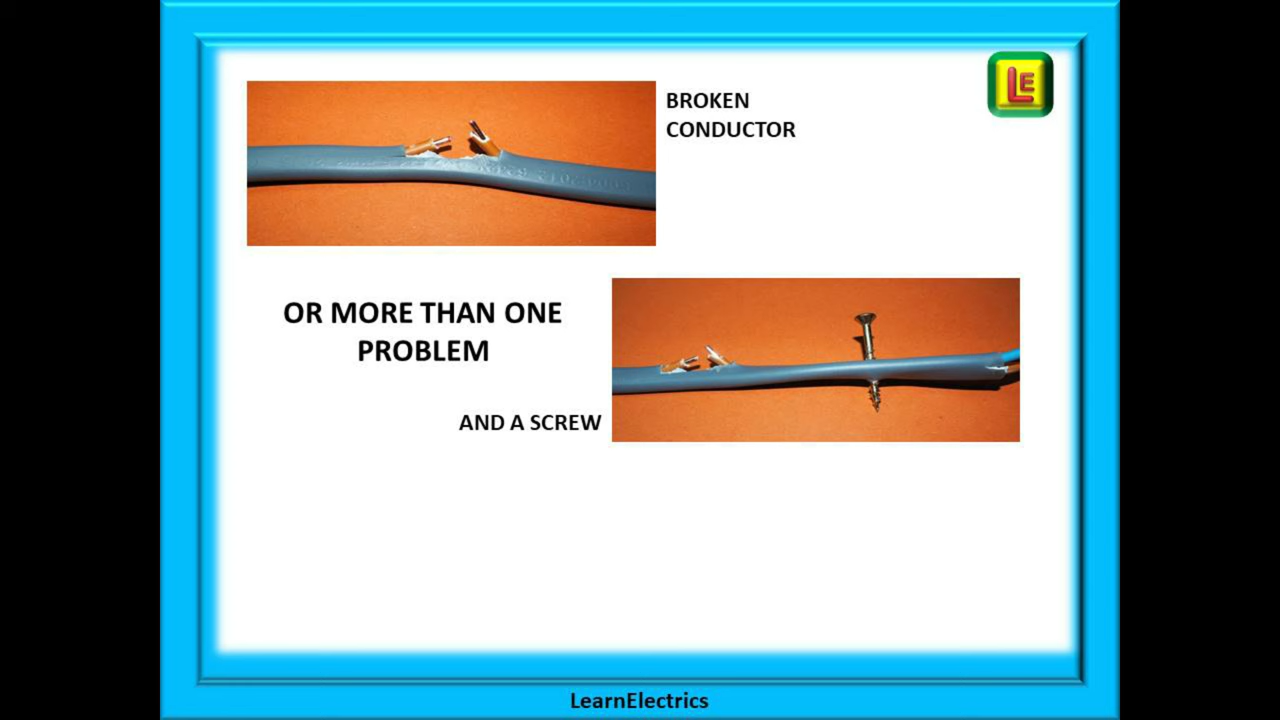 LE
BROKEN
CONDUCTOR
OR MORE THAN ONE
PROBLEM
AND A SCREW
LearnElectrics